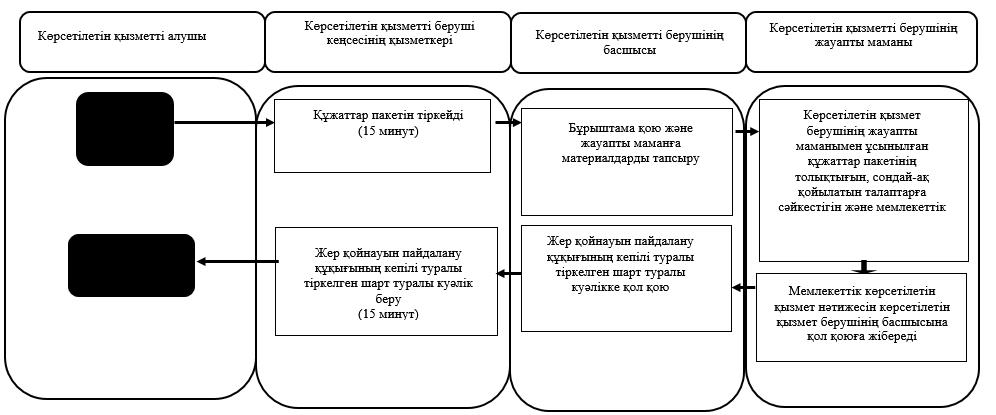 Көрсетілетін қызметті алушы
Көрсетілетін қызметті беруші
кеңсесінің қызметкері
Көрсетілетін қызметті берушінің
басшысы
Көрсетілетін қызметті берушінің
жауапты маманы
Құжаттар пакетін тіркейді
(15 минут)
Бұрыштама қою және
жауапты маманға
материалдарды тапсыру
Көрсетілетін қызмет
берушінің жауапты
маманымен ұсынылған
құжаттар пакетінің
толықтығын, сондай-ақ
қойылатын талаптарға
сәйкестігін және мемлекеттік
Жер қойнауын пайдалану
құқығының кепілі туралы
тіркелген шарт туралы куәлік
беру
(15 минут)
Жер қойнауын пайдалану
құқығының кепілі туралы
тіркелген шарт туралы
куәлікке қол қою
Мемлекеттік көрсетілетін
қызмет нәтижесін көрсетілетін
қызмет берушінің басшысына
қол қоюға жібереді